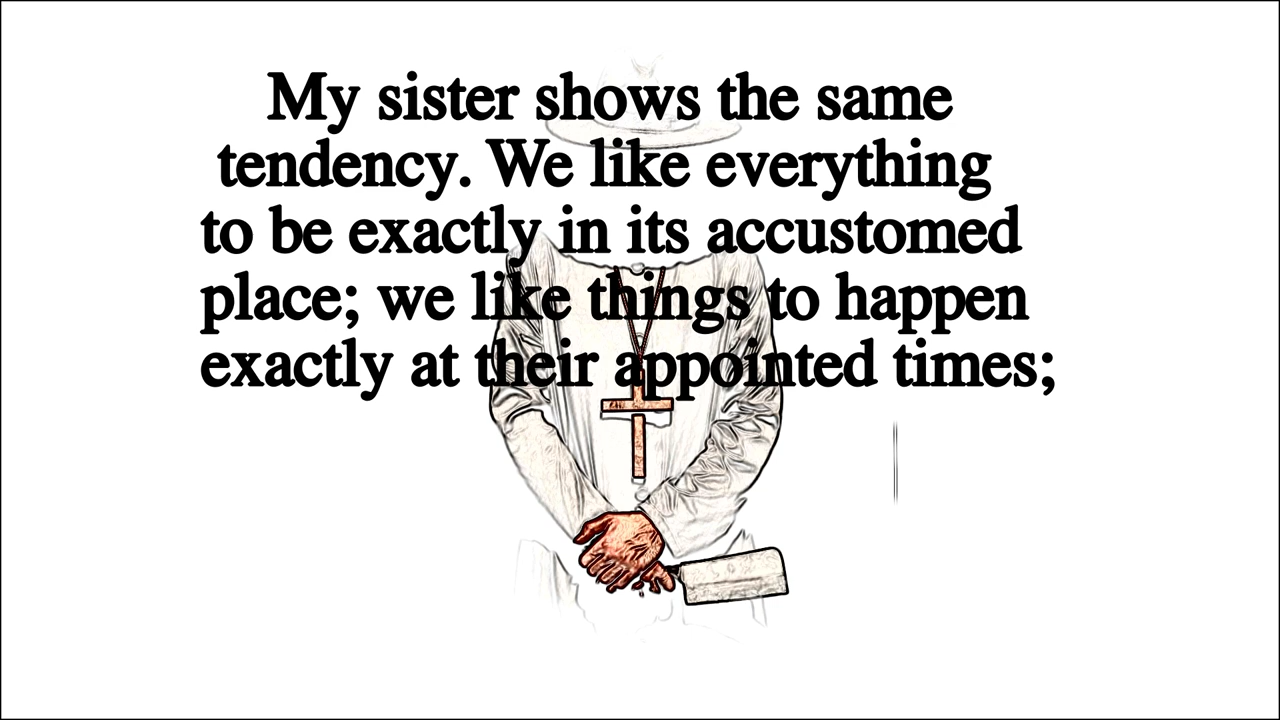 My sister shows the same
tendency. We like everything
to be exactly in its accustomed
place; we like things to happen
exactly at their appointed times;